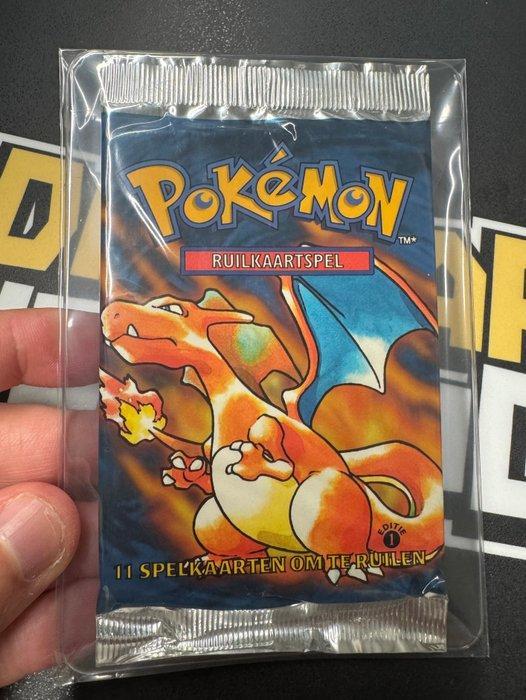 POKéMON
TM*
RUILKAARTSPEL
EDITIE
1
11 SPELKAARTEN OM TE RUILEN